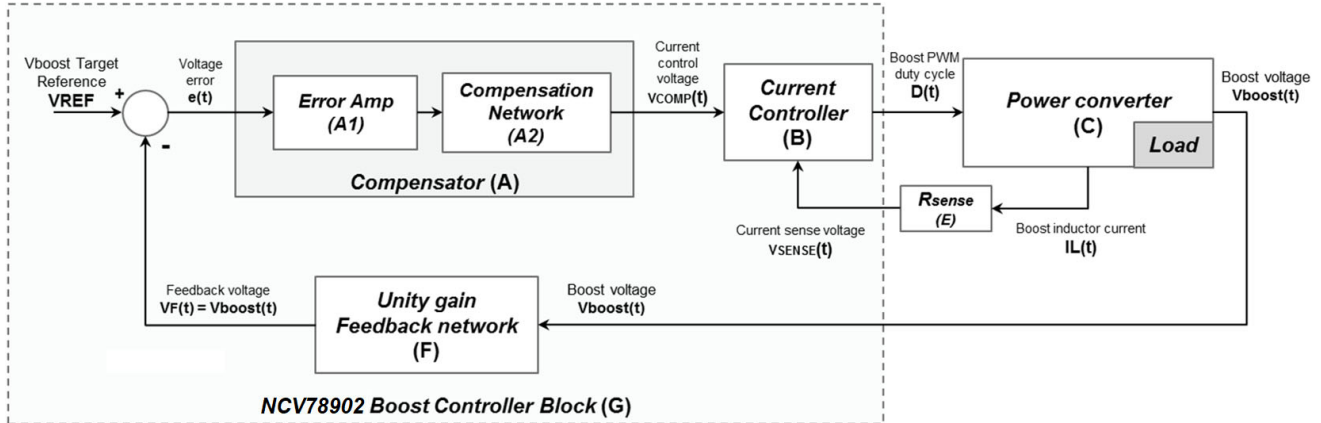 Vboost Target
Reference
VREF
+
-
Voltage
error
e(t)
Error Amp
(A1)
Compensation
Network
(A2)
Compensator (A)
Current
control
voltage
VCOMP(t)
Current
Controller
(B)
Boost PWM
duty cycle
D(t)
Power converter
(C)
Load
Boost voltage
Vboost(t)
Rsense
(E)
Current sense voltage
VSENSE(t)
Boost inductor current
IL(t)
Feedback voltage
VF(t) = Vboost(t)
Unity gain
Feedback network
(F)
Boost voltage
Vboost(t)
NCV78902 Boost Controller Block (G)